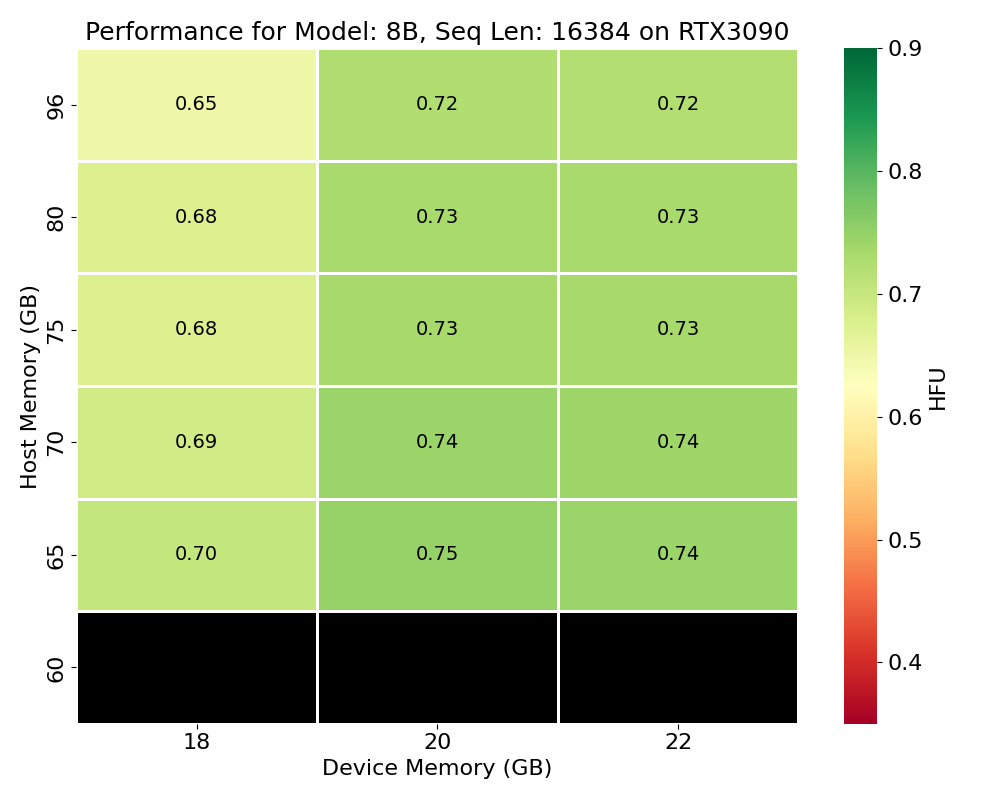 Performance for Model: 8B, Seq Len: 16384 on RTX3090
96 0.65 0.72 0.72
80 0.68 0.73 0.73
75 0.68 0.73 0.73
70 0.69 0.74 0.74
65 0.70 0.75 0.74
60
Host Memory (GB)
18 20 22
Device Memory (GB)
0.9
0.8
0.7
0.6
0.5
0.4
HFU